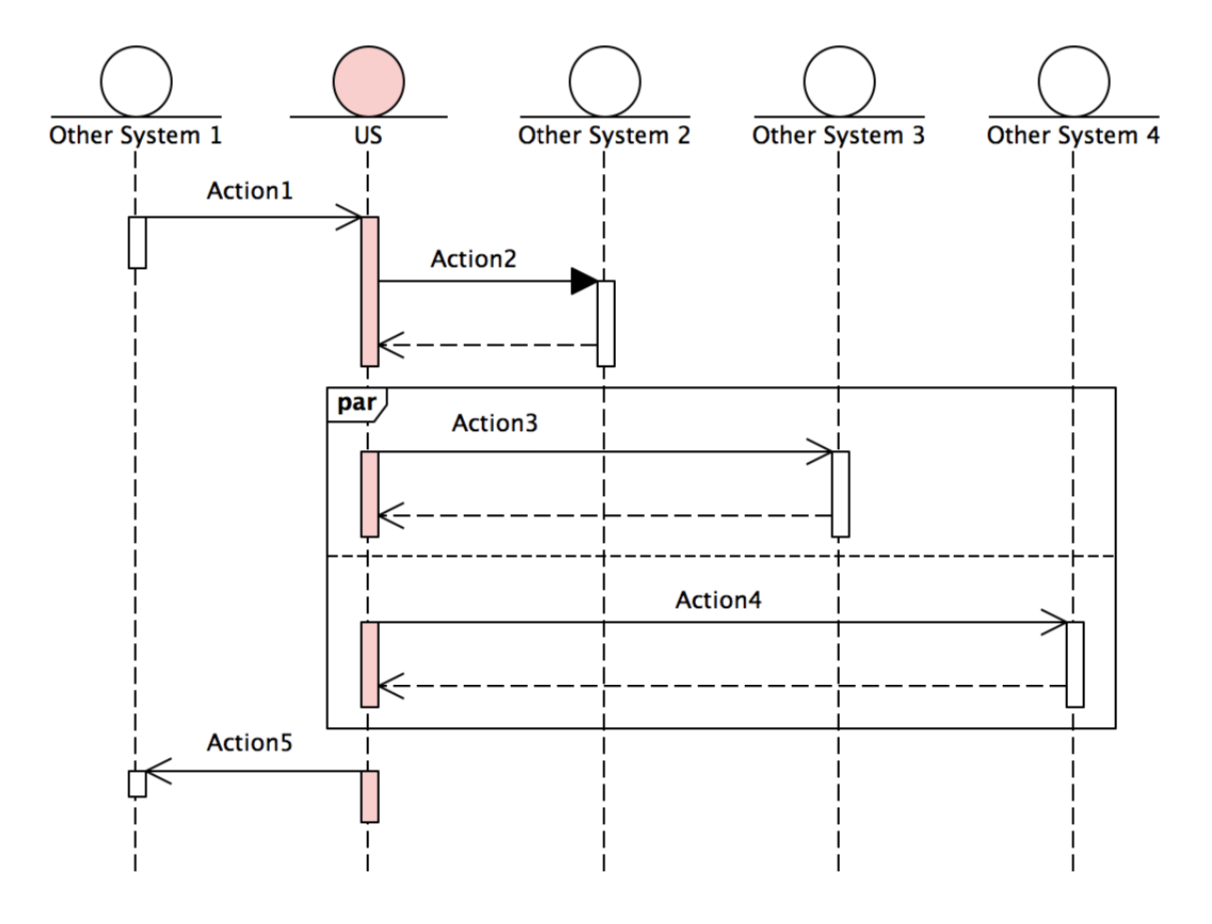 Other System 1
US
Other System 2
Other System 3
Other System 4
Action1
Action2
par
Action3
Action4
Action5